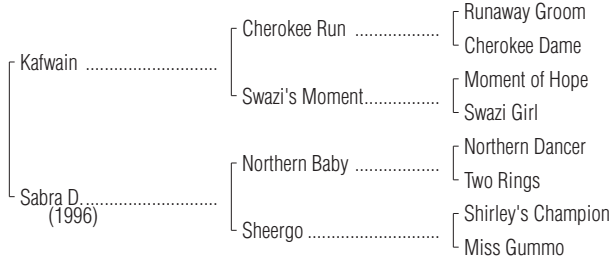 Runaway Groom
Cherokee Run ..................
Cherokee Dame
Kafwain ............................
Moment of Hope
Swazi's Moment................
Swazi Girl
Northern Dancer
Northern Baby ..................
Two Rings
Sabra D.............................
(1996)
Shirley's Champion
Sheergo ............................
Miss Gummo